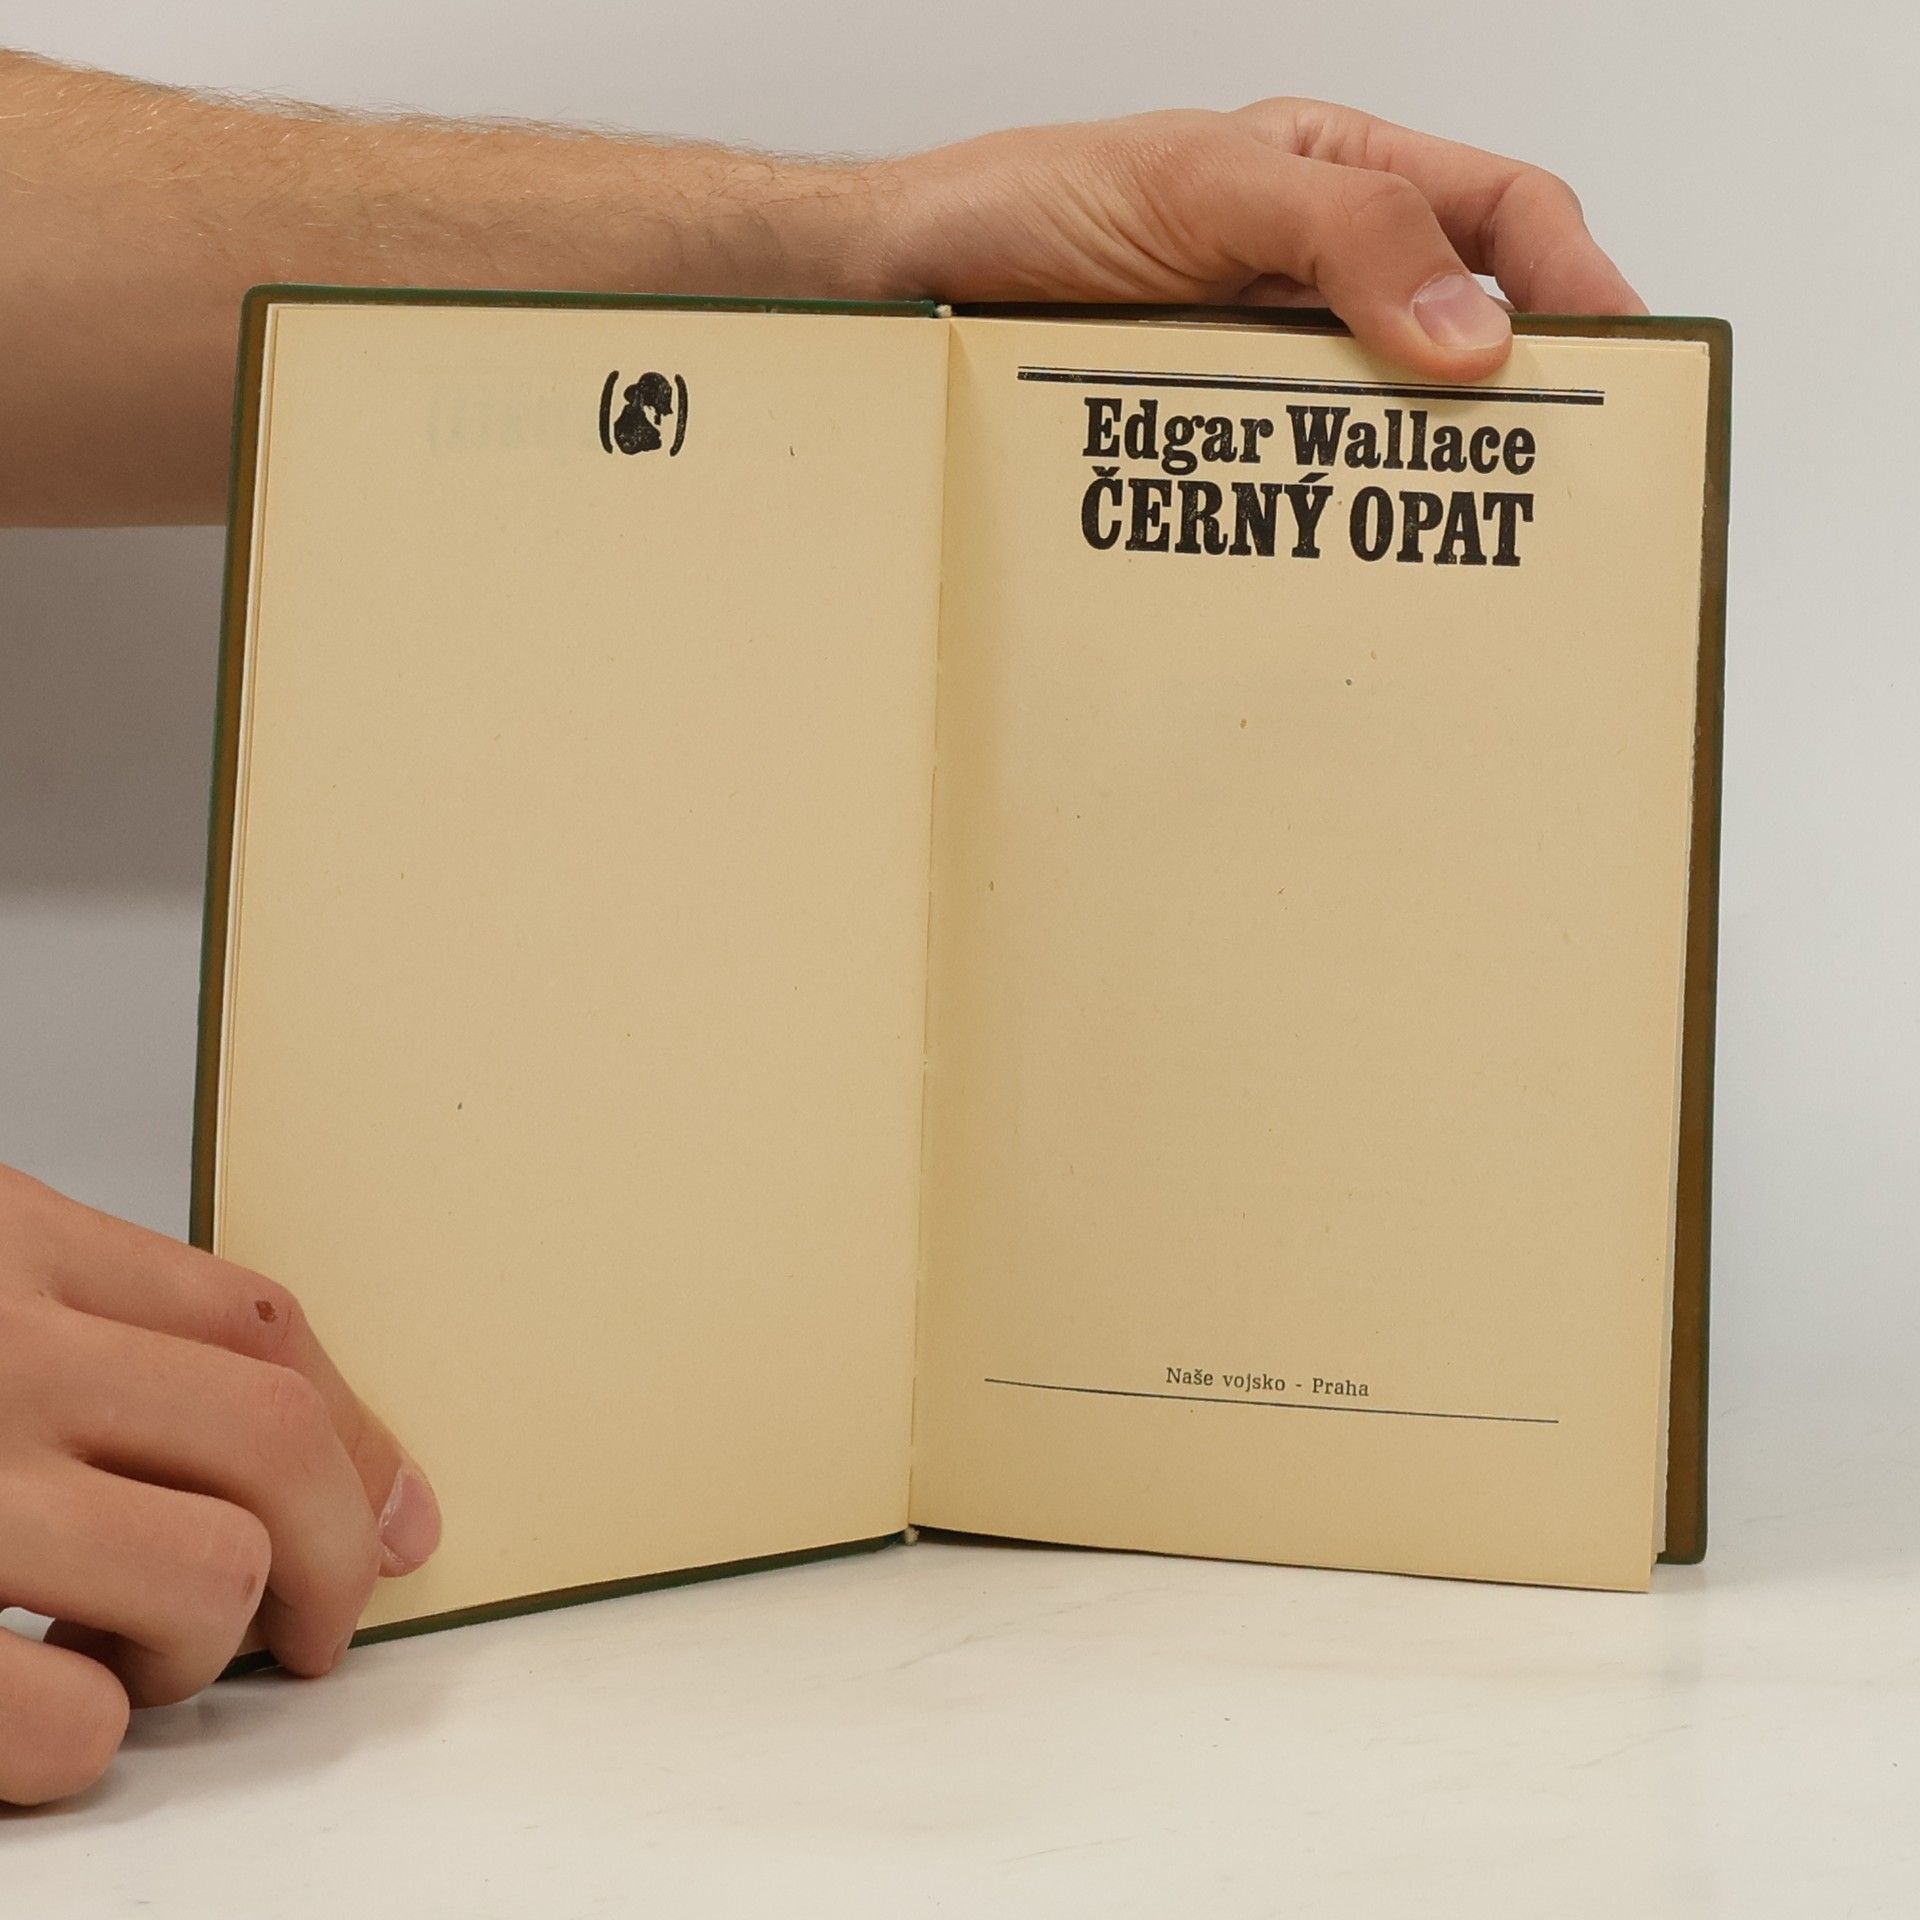 Edgar Wallace
ČERNÝ OPAT
Naše vojsko - Praha